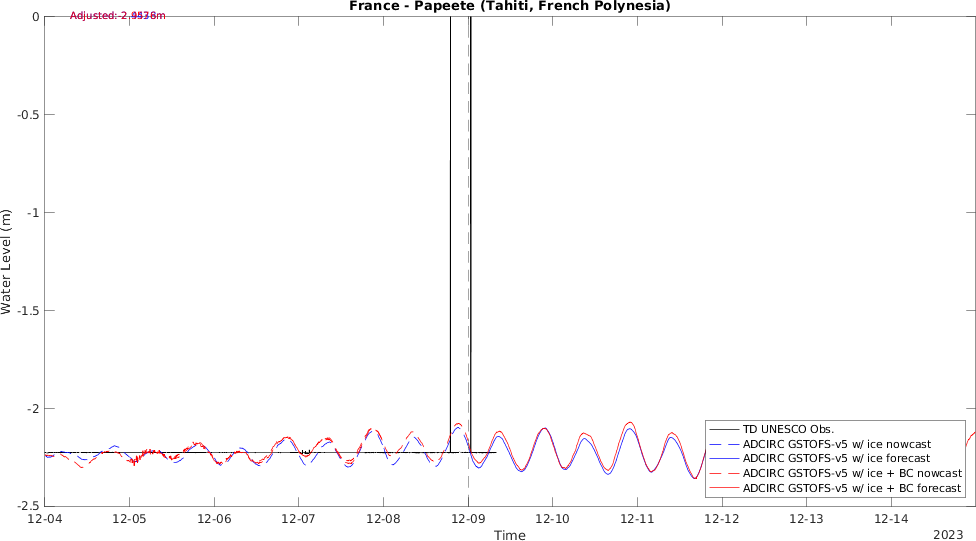 France - Papeete (Tahiti, French Polynesia)
Adjusted:
0
-0.5
-1
-1.5
-2
-2.5
Water Level (m)
TD UNESCO Obs.
ADCIRC GSTOFS-v5 w/ ice nowcast
ADCIRC GSTOFS-v5 w/ ice forecast
ADCIRC GSTOFS-v5 w/ ice + BC nowcast
ADCIRC GSTOFS-v5 w/ ice + BC forecast
12-04 12-05 12-06 12-07 12-08 12-09 12-10 12-11 12-12 12-13 12-14
Time
2023